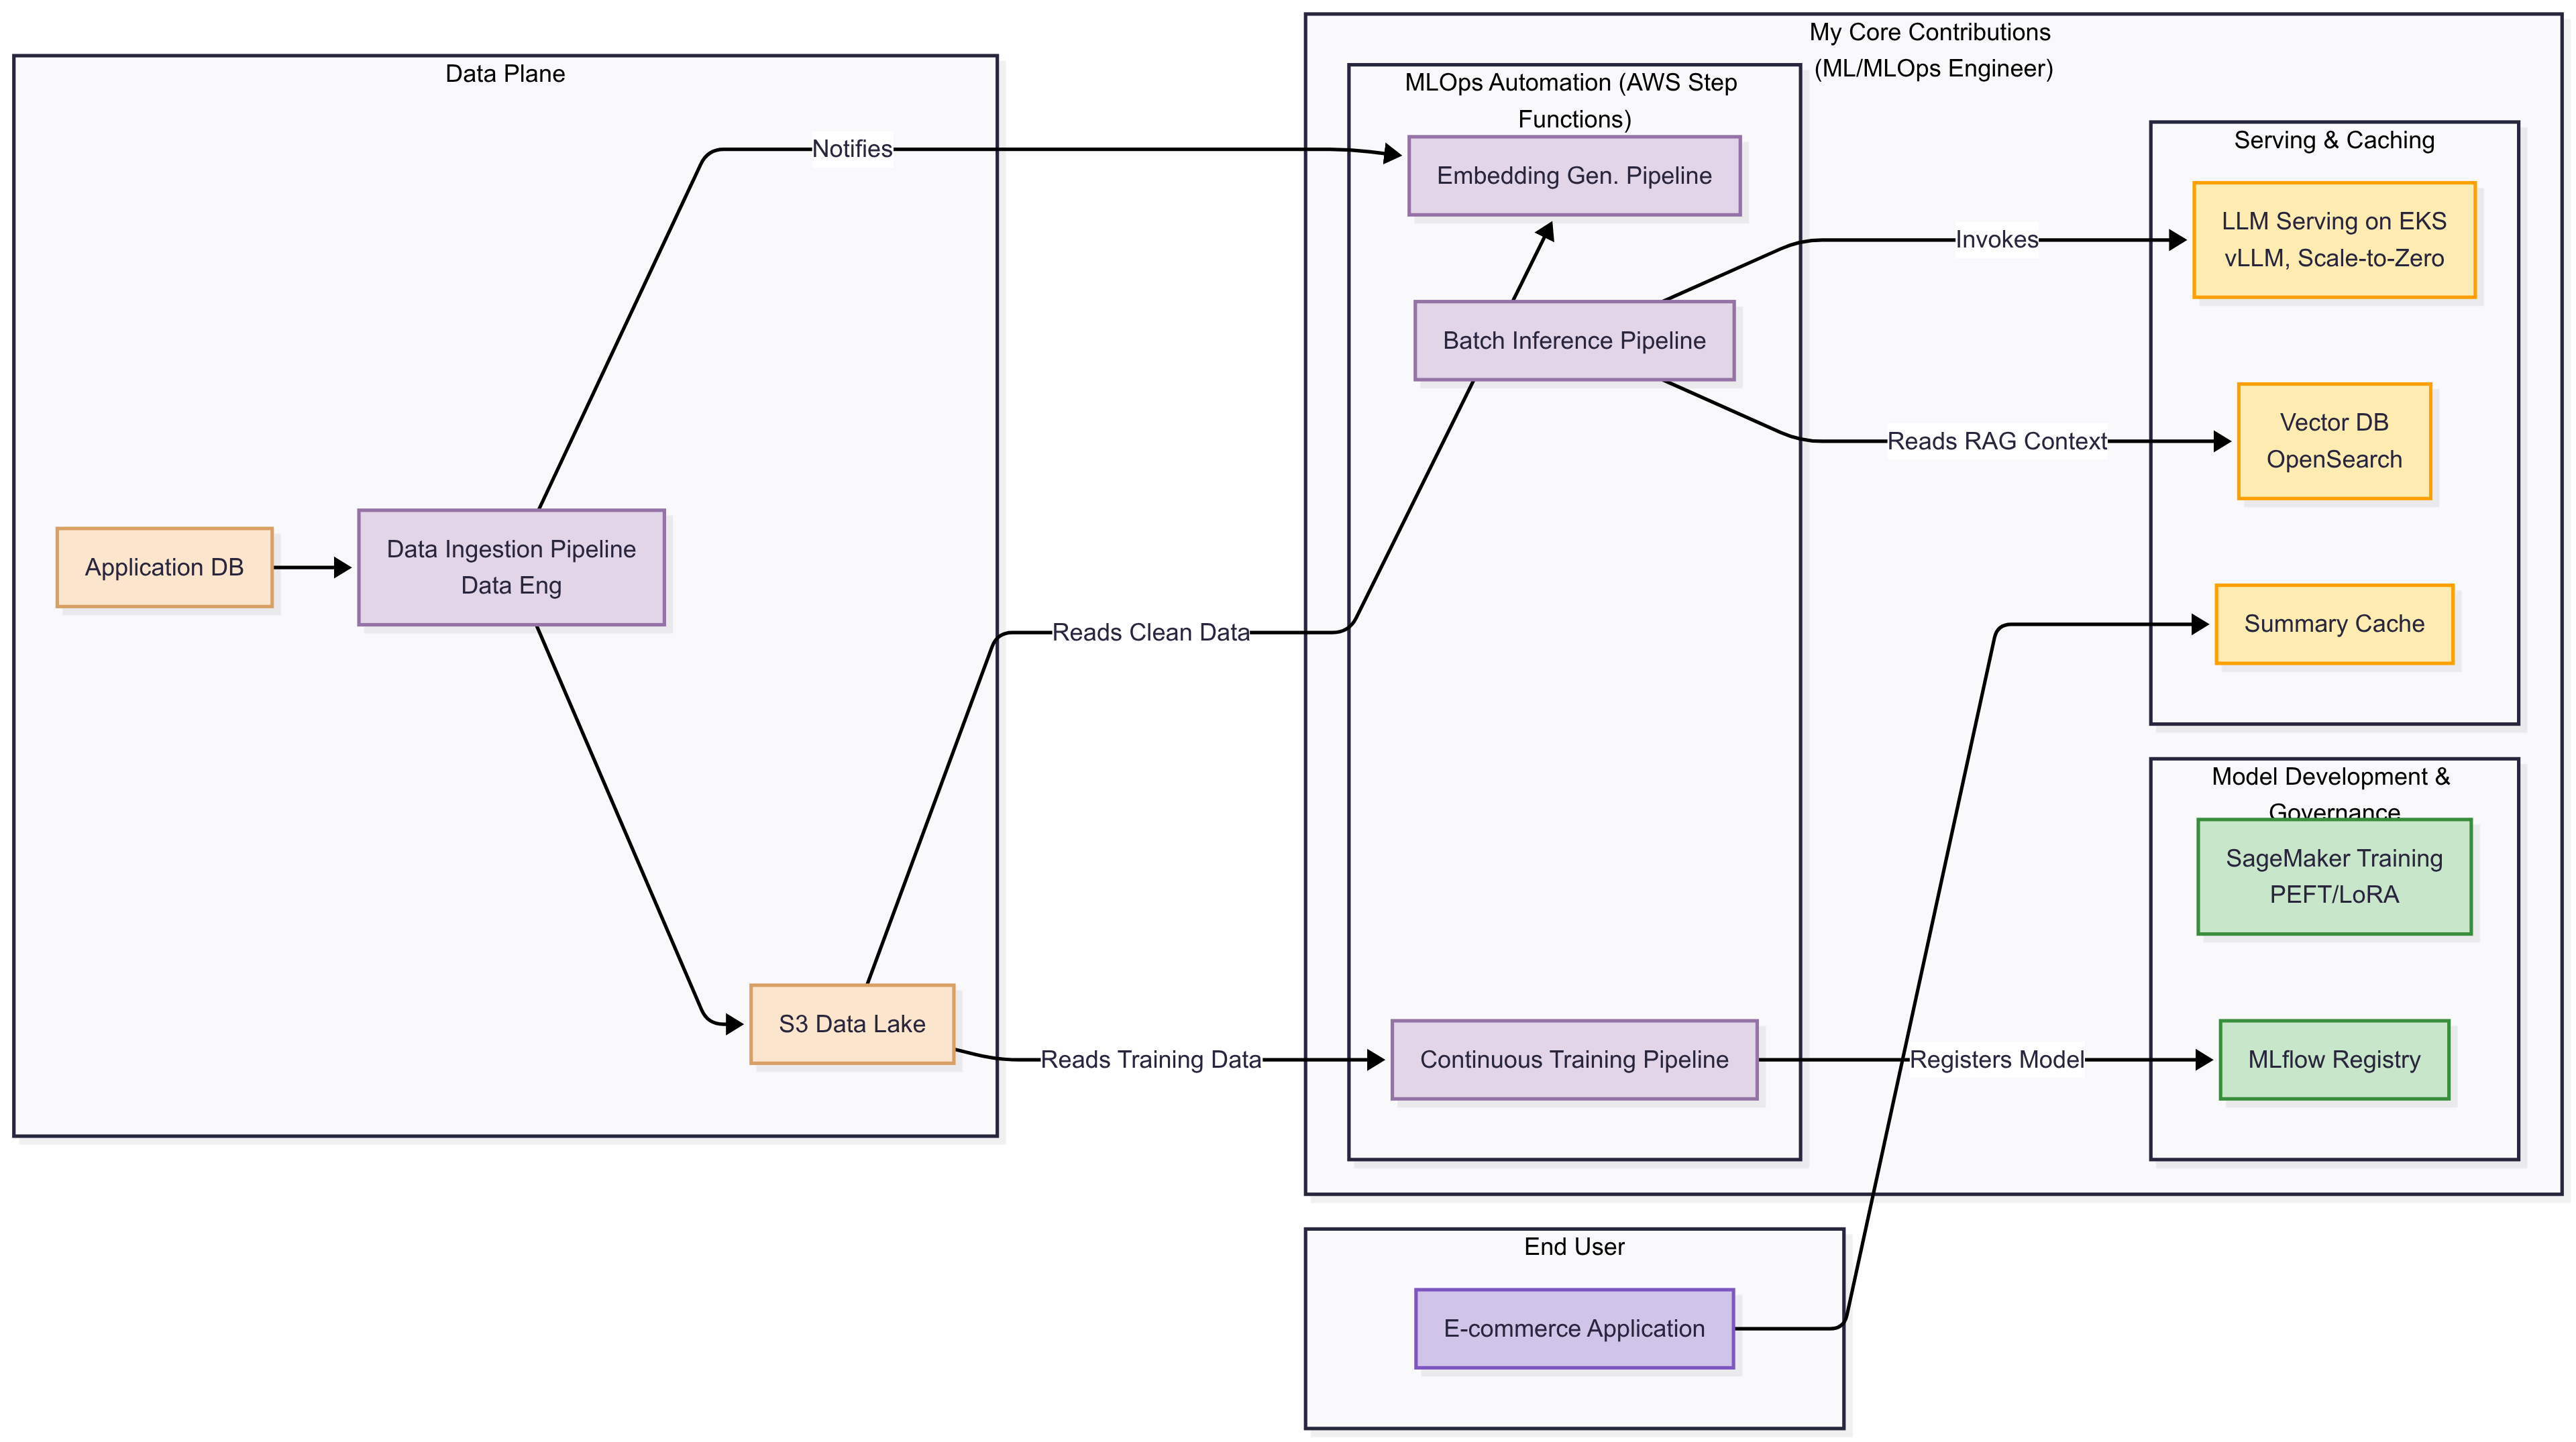 Data Plane
Notifies
Application DB
Data Ingestion Pipeline
Data Eng
S3 Data Lake
Reads Clean Data
Reads Training Data
My Core Contributions
(ML/MLOps Engineer)
MLOps Automation (AWS Step
Functions)
Embedding Gen. Pipeline
Batch Inference Pipeline
Continuous Training Pipeline
Invokes
Reads RAG Context
Registers Model
Serving & Caching
LLM Serving on EKS
vLLM, Scale-to-Zero
Vector DB
OpenSearch
Summary Cache
Model Development &
Governance
SageMaker Training
PEFT/LoRA
MLflow Registry
End User
E-commerce Application